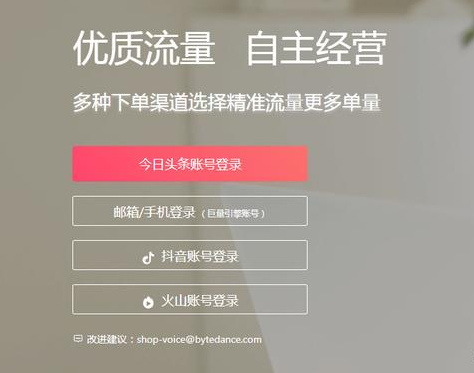 优质流量 自主经营
多种下单渠道选择精准流量更多单量
今日头条账号登录
邮箱/手机登录（巨量引擎账号）
抖音账号登录
火山账号登录
改进建议：shop-voice@bytedance.com